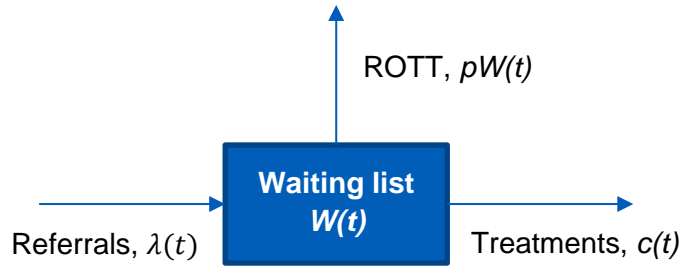 ROTT, pW(t)
Waiting list
W(t)
Referrals, λ(t)
Treatments, c(t)